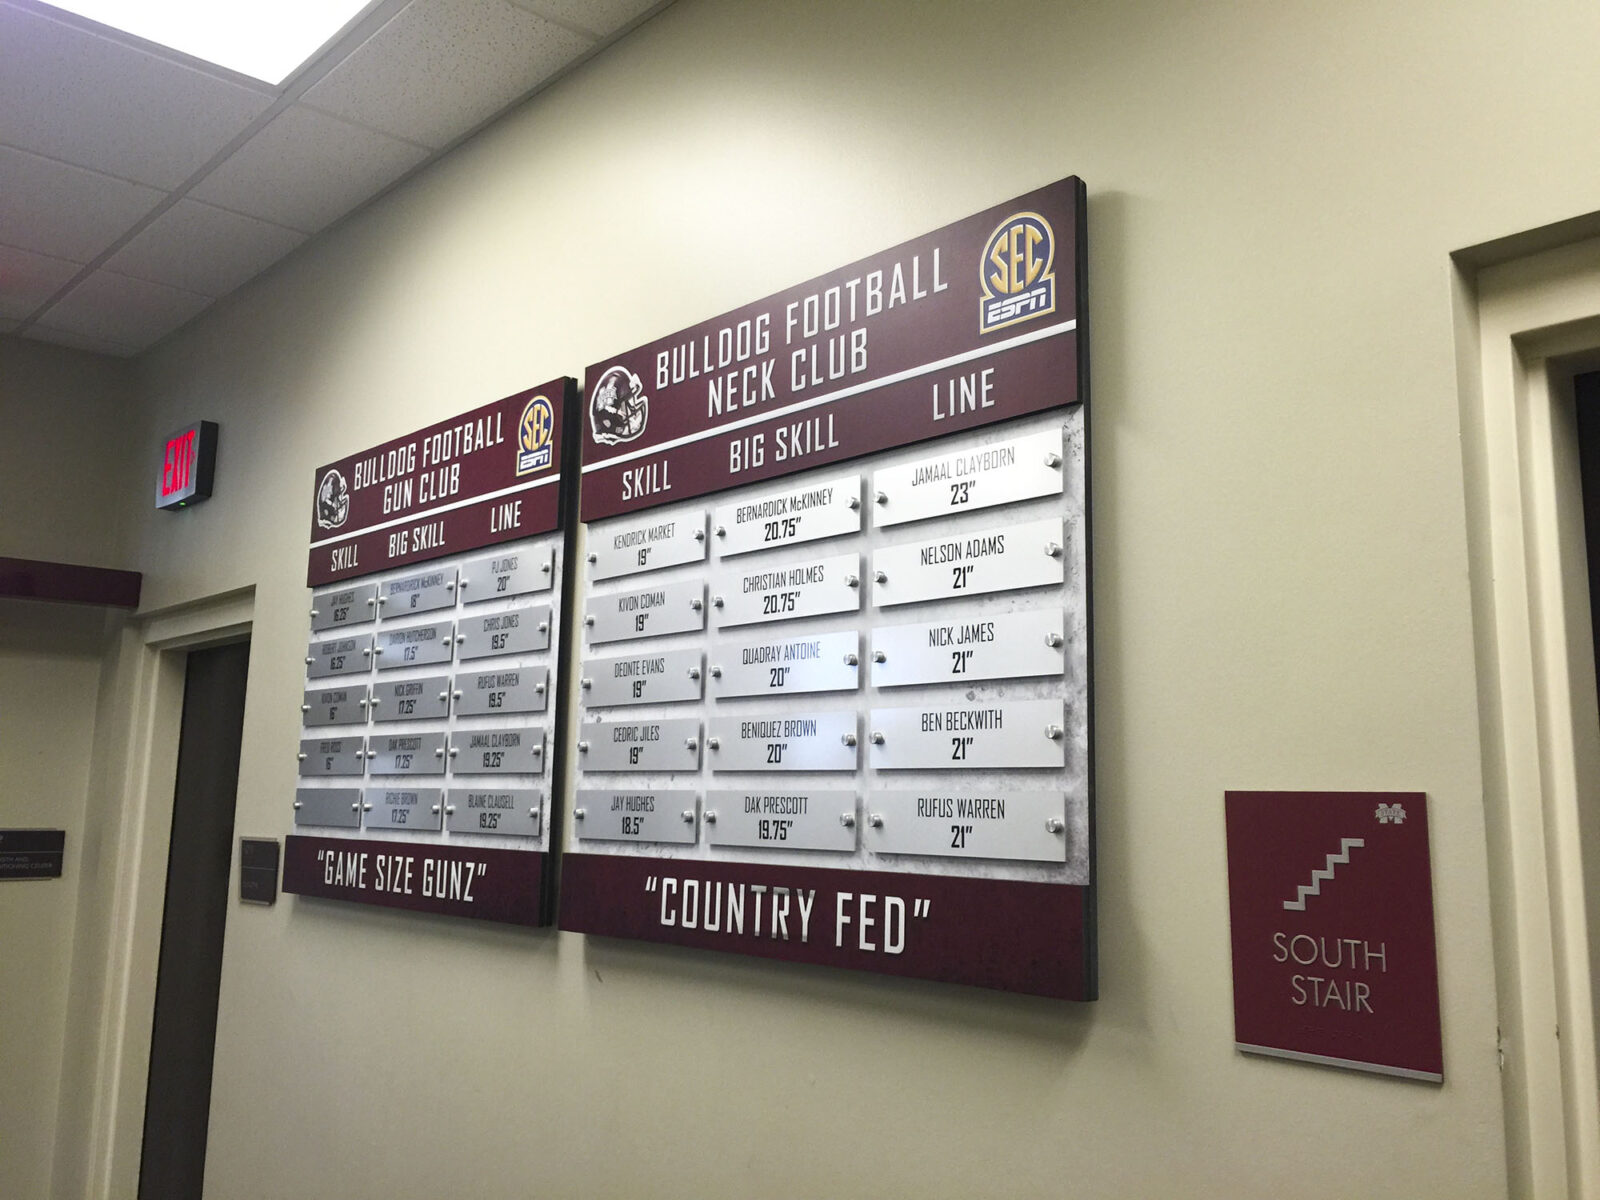 EXIT
BULLDOG FOOTBALL
GUN CLUB
SEC
ESPN
SKILL
BIG SKILL
LINE
JAY HUGHES
16.25"
ROBERT JOHNSON
16.25"
KIVON COMAN
16"
FRED ROSS
16"
BERNARDRICK McKINNEY
18"
DARION HUTCHERSON
17.5"
NICK GRIFFIN
17.25"
DAK PRESCOTT
17.25"
RICHIE BROWN
17.25"
PJ JONES
20"
CHRIS JONES
19.5"
RUFUS WARREN
19.5"
JAMAAL CLAYBORN
19.25"
BLAINE CLAUSELL
19.25"
"GAME SIZE GUNZ"
BULLDOG FOOTBALL
NECK CLUB
SEC
ESPN
SKILL
BIG SKILL
LINE
KENDRICK MARKET
19"
KIVON COMAN
19"
DEONTE EVANS
19"
CEDRIC JILES
19"
JAY HUGHES
18.5"
BERNARDICK McKINNEY
20.75"
CHRISTIAN HOLMES
20.75"
QUADRAY ANTOINE
20"
BENIQUEZ BROWN
20"
DAK PRESCOTT
19.75"
JAMAAL CLAYBORN
23"
NELSON ADAMS
21"
NICK JAMES
21"
BEN BECKWITH
21"
RUFUS WARREN
21"
"COUNTRY FED"
STATE
SOUTH
STAIR